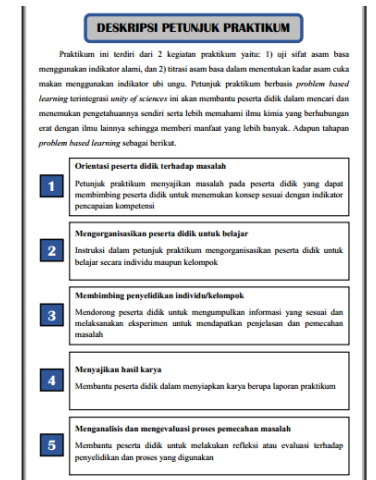 DESKRIPSI PETUNJUK PRAKTIKUM
Praktikum ini terdiri dari 2 kegiatan praktikum yaitu: 1) uji sifat asam basa
menggunakan indikator alami, dan 2) titrasi asam basa dalam menentukan kadar asam cuka
makan menggunakan indikator ubi ungu. Petunjuk praktikum berbasis problem based
learning terintegrasi unity of sciences ini akan membantu peserta didik dalam mencari dan
menemukan pengetahuannya sendiri serta lebih memahami ilmu kimia yang berhubungan
erat dengan ilmu lainnya sehingga memberi manfaat yang lebih banyak. Adapun tahapan
problem based learning sebagai berikut.
Orientasi peserta didik terhadap masalah
1
Petunjuk praktikum menyajikan masalah pada peserta didik yang dapat
membimbing peserta didik untuk menemukan konsep sesuai dengan indikator
pencapaian kompetensi
Mengorganisasikan peserta didik untuk belajar
2
Instruksi dalam petunjuk praktikum mengorganisasikan peserta didik untuk
belajar secara individu maupun kelompok
Membimbing penyelidikan individu/kelompok
3
Mendorong peserta didik untuk mengumpulkan informasi yang sesuai dan
melaksanakan eksperimen untuk mendapatkan penjelasan dan pemecahan
masalah
Menyajikan hasil karya
4
Membantu peserta didik dalam menyiapkan karya berupa laporan praktikum
Menganalisis dan mengevaluasi proses pemecahan masalah
5
Membantu peserta didik untuk melakukan refleksi atau evaluasi terhadap
penyelidikan dan proses yang digunakan